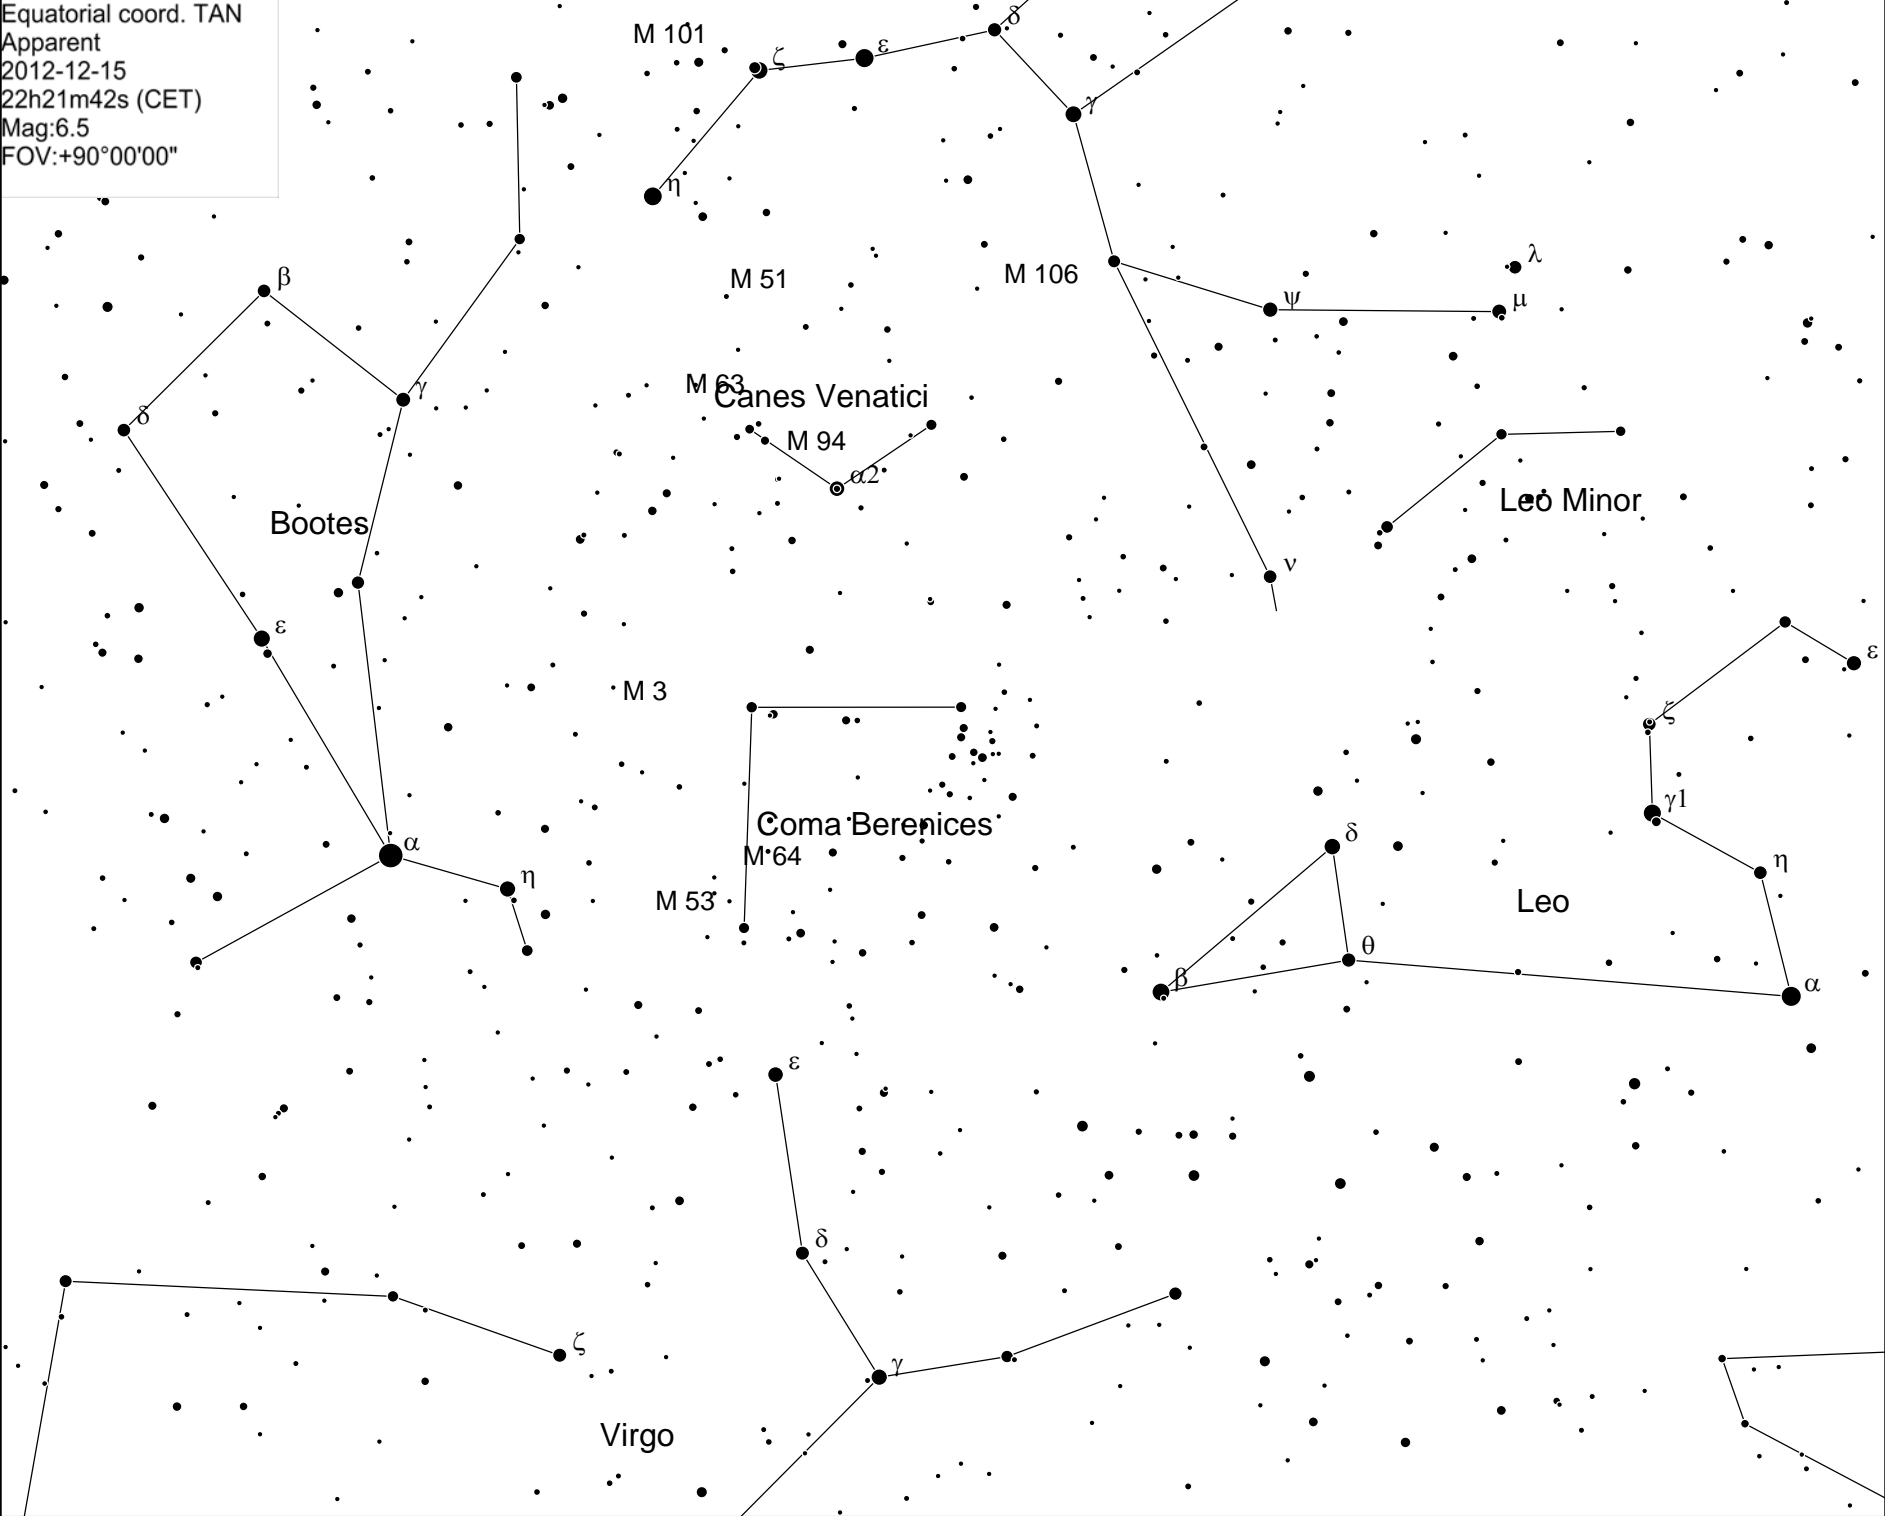 Equatorial coord. TAN
Apparent
2012-12-15
22h21m42s (CET)
Mag:6.5
FOV:+90°00'00"
δ
M 101
ζ
ε
γ
η
λ
β
M 51
M 106
ψ
μ
M 63
γ
Canes Venatici
δ
M 94
α2
Leo Minor
Bootes
ν
ε
ε
M 3
ζ
γ1
Coma Berenices
δ
α
M 64
η
η
M 53
Leo
θ
β
α
ε
δ
ζ
γ
Virgo